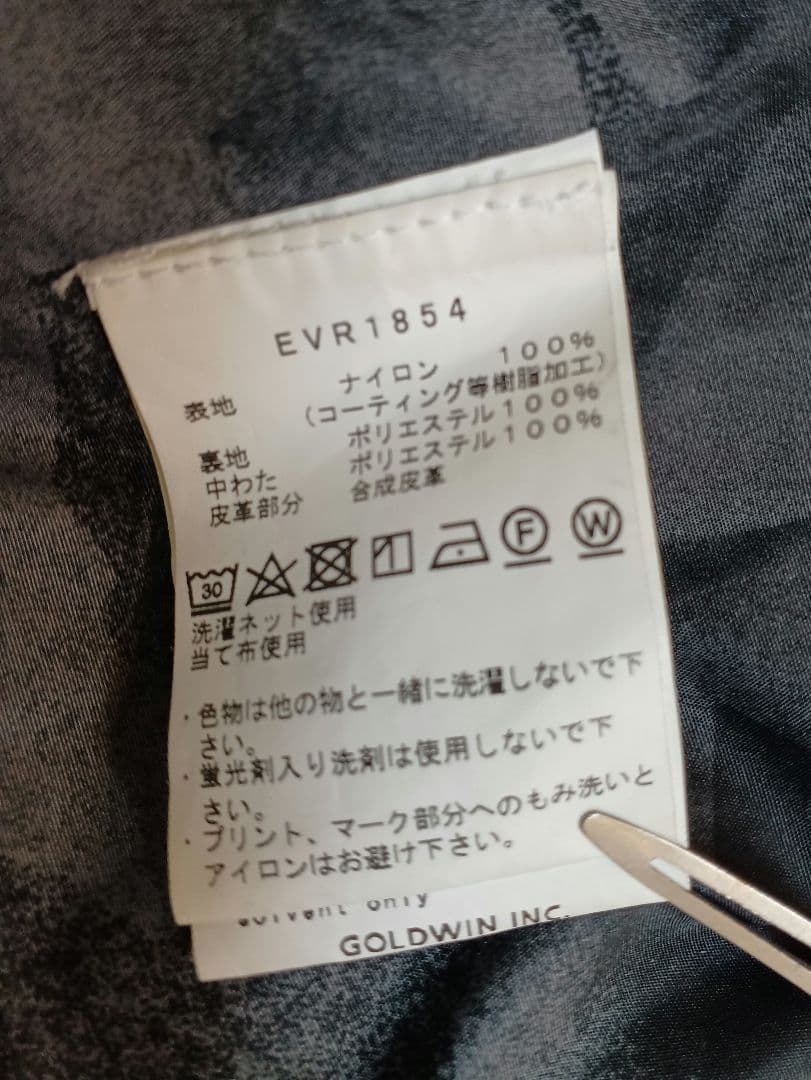 EVR1854
表地 ナイロン 100%
(コーティング等樹脂加工)
ポリエステル100%
裏地 ポリエステル100%
中わた 合成皮革
皮革部分
30 F W
洗濯ネット使用
当て布使用
・色物は他の物と一緒に洗濯しないで下
さい。
・蛍光剤入り洗剤は使用しないで下
さい。
・プリント、マーク部分へのもみ洗いと
アイロンはお避け下さい。
solvent only
GOLDWIN INC.